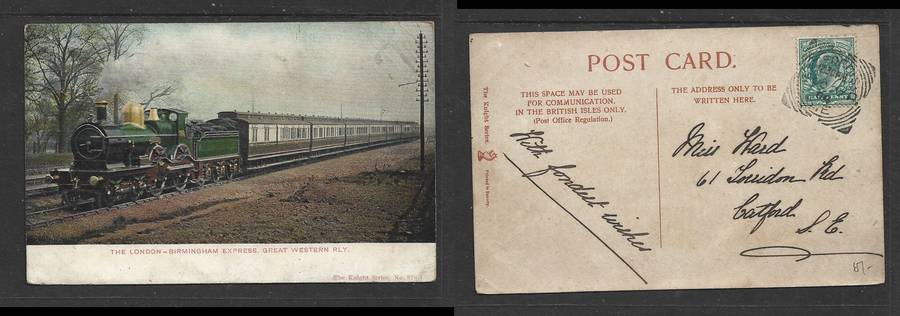 THE LONDON-BIRMINGHAM EXPRESS, GREAT WESTERN RLY.
The Knight Series, No.
POST CARD.
THIS SPACE MAY BE USED
FOR COMMUNICATION.
IN THE BRITISH ISLES ONLY.
(Post Office Regulation.)
THE ADDRESS ONLY TO BE
WRITTEN HERE.
The Knight Series.
With fondest wishes
Miss Ward
61 Torridon Rd
Catford
S. E.